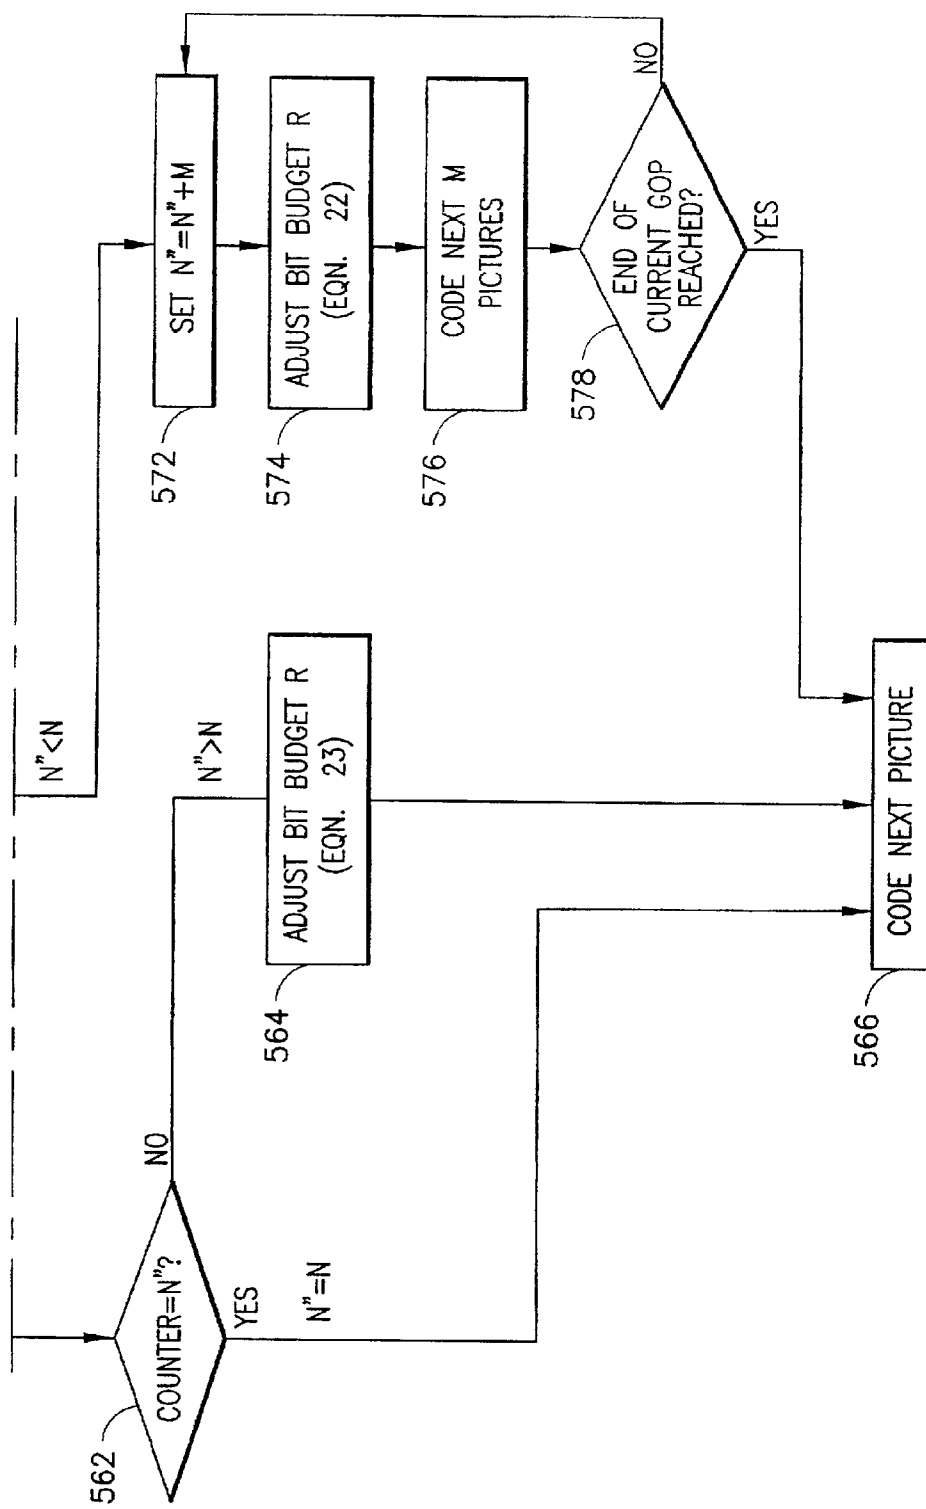 562
COUNTER=N"?
NO
YES
N"=N
N">N
564
ADJUST BIT BUDGET R
(EQN. 23)
N"<N
572
SET N"=N"+M
574
ADJUST BIT BUDGET R
(EQN. 22)
576
CODE NEXT M
PICTURES
578
END OF
CURRENT GOP
REACHED?
NO
YES
566
CODE NEXT PICTURE